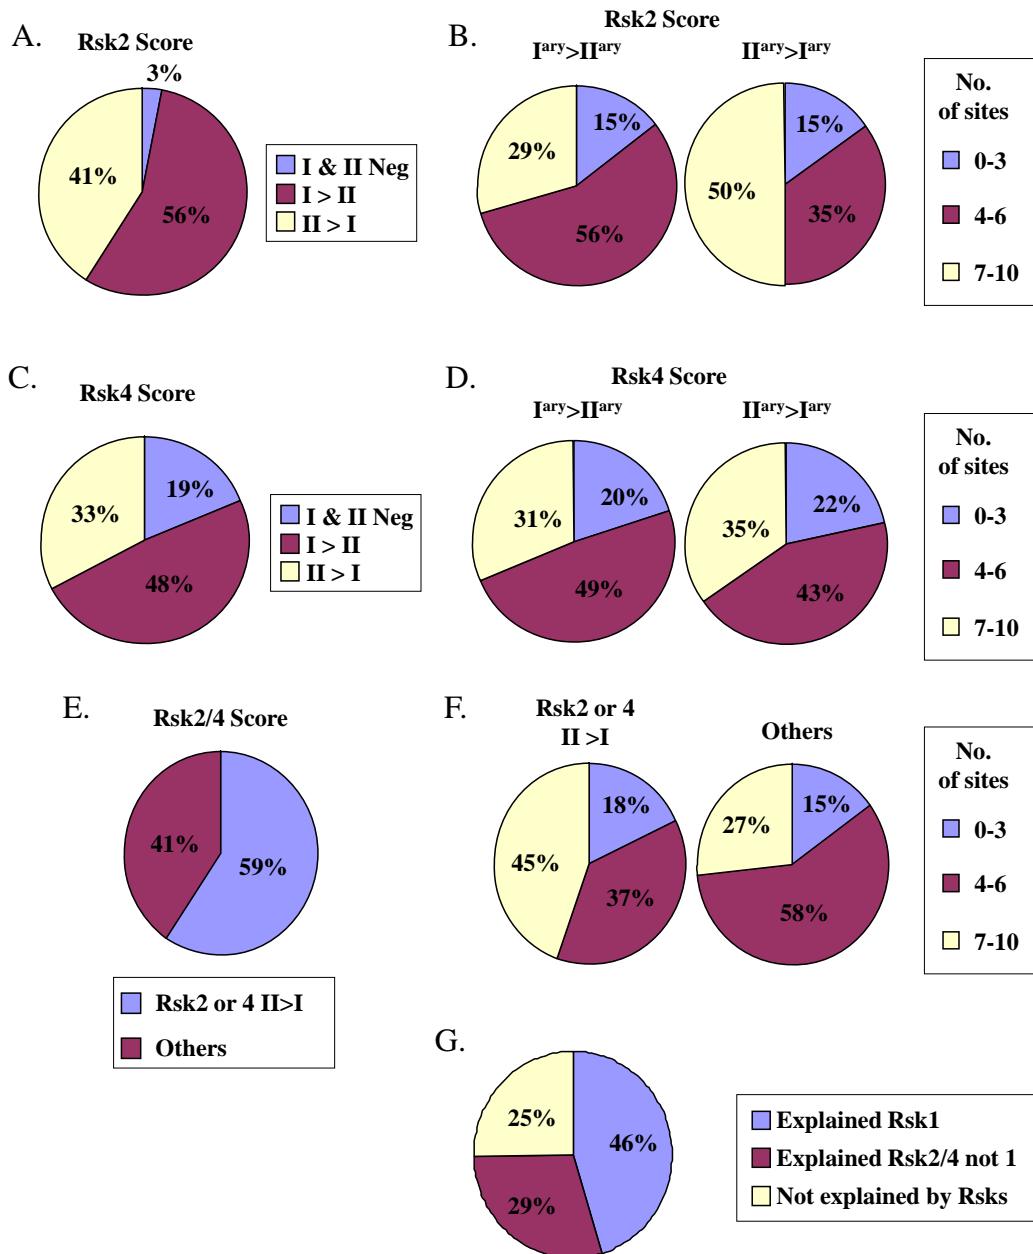 A.
Rsk2 Score
3%
41%
56%
I & II Neg
I > II
II > I
B.
Rsk2 Score
Iᵃʳʸ>IIᵃʳʸ
IIᵃʳʸ>Iᵃʳʸ
15%
29%
56%
15%
50%
35%
No.
of sites
0-3
4-6
7-10
C.
Rsk4 Score
19%
33%
48%
I & II Neg
I > II
II > I
D.
Rsk4 Score
Iᵃʳʸ>IIᵃʳʸ
IIᵃʳʸ>Iᵃʳʸ
20%
31%
49%
22%
35%
43%
No.
of sites
0-3
4-6
7-10
E.
Rsk2/4 Score
41%
59%
Rsk2 or 4 II>I
Others
F.
Rsk2 or 4
II >I
Others
18%
45%
37%
15%
27%
58%
No.
of sites
0-3
4-6
7-10
G.
25%
46%
29%
Explained Rsk1
Explained Rsk2/4 not 1
Not explained by Rsks